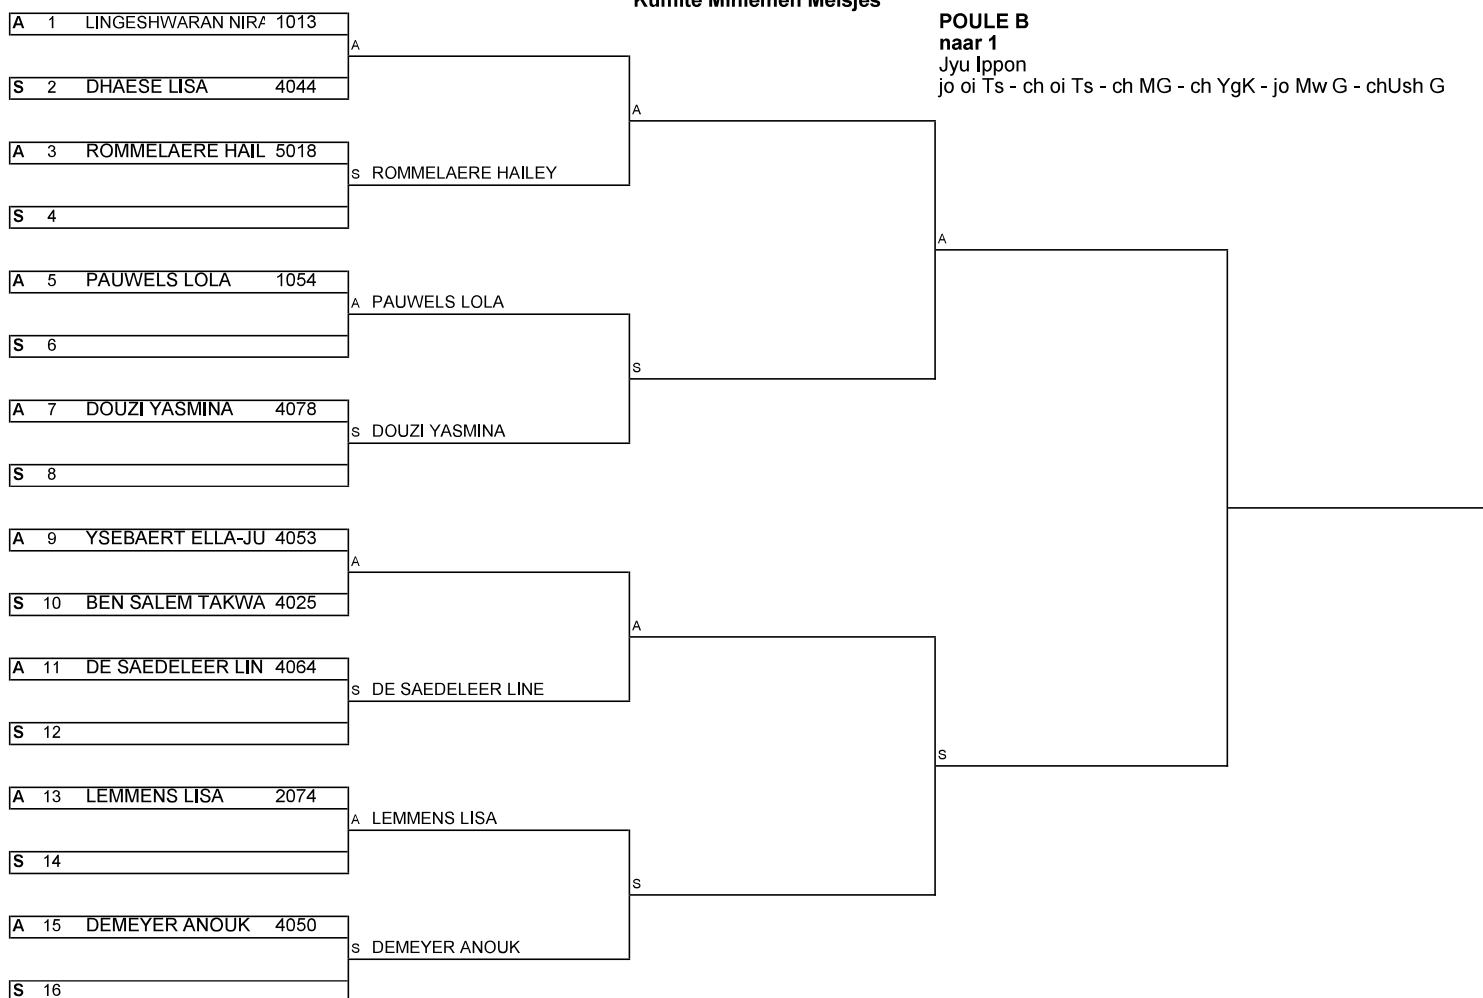 Kumite Miniemen Meisjes
POULE B
naar 1
Jyu Ippon
jo oi Ts - ch oi Ts - ch MG - ch YgK - jo Mw G - chUsh G
A 1 LINGESHWARAN NIRA 1013
A
S 2 DHAESE LISA 4044
A
A 3 ROMMELAERE HAIL 5018
S ROMMELAERE HAILEY
S 4
A
A 5 PAUWELS LOLA 1054
A PAUWELS LOLA
S 6
S
A 7 DOUZI YASMINA 4078
S DOUZI YASMINA
S 8
A 9 YSEBAERT ELLA-JU 4053
A
S 10 BEN SALEM TAKWA 4025
A
A 11 DE SAEDELEER LIN 4064
S DE SAEDELEER LINE
S 12
S
A 13 LEMMENS LISA 2074
A LEMMENS LISA
S 14
S
A 15 DEMEYER ANOUK 4050
S DEMEYER ANOUK
S 16